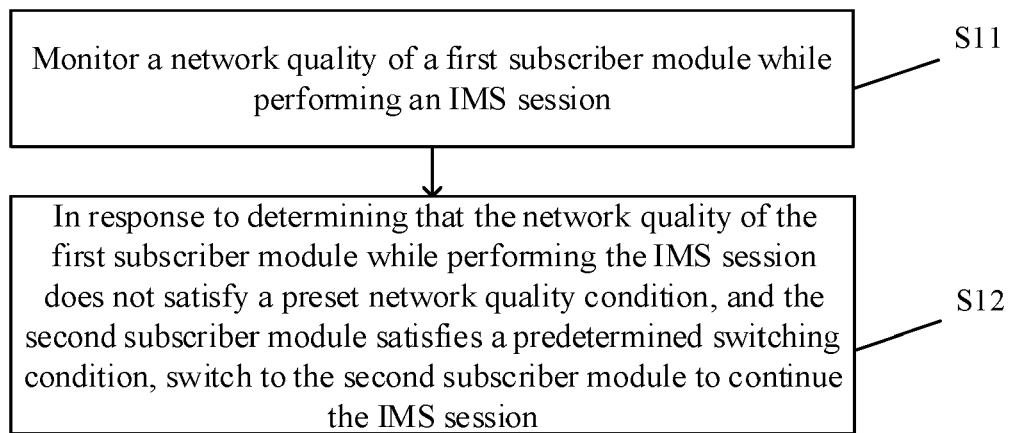 Monitor a network quality of a first subscriber module while
performing an IMS session
S11
In response to determining that the network quality of the
first subscriber module while performing the IMS session
does not satisfy a preset network quality condition, and the
second subscriber module satisfies a predetermined switching
condition, switch to the second subscriber module to continue
the IMS session
S12